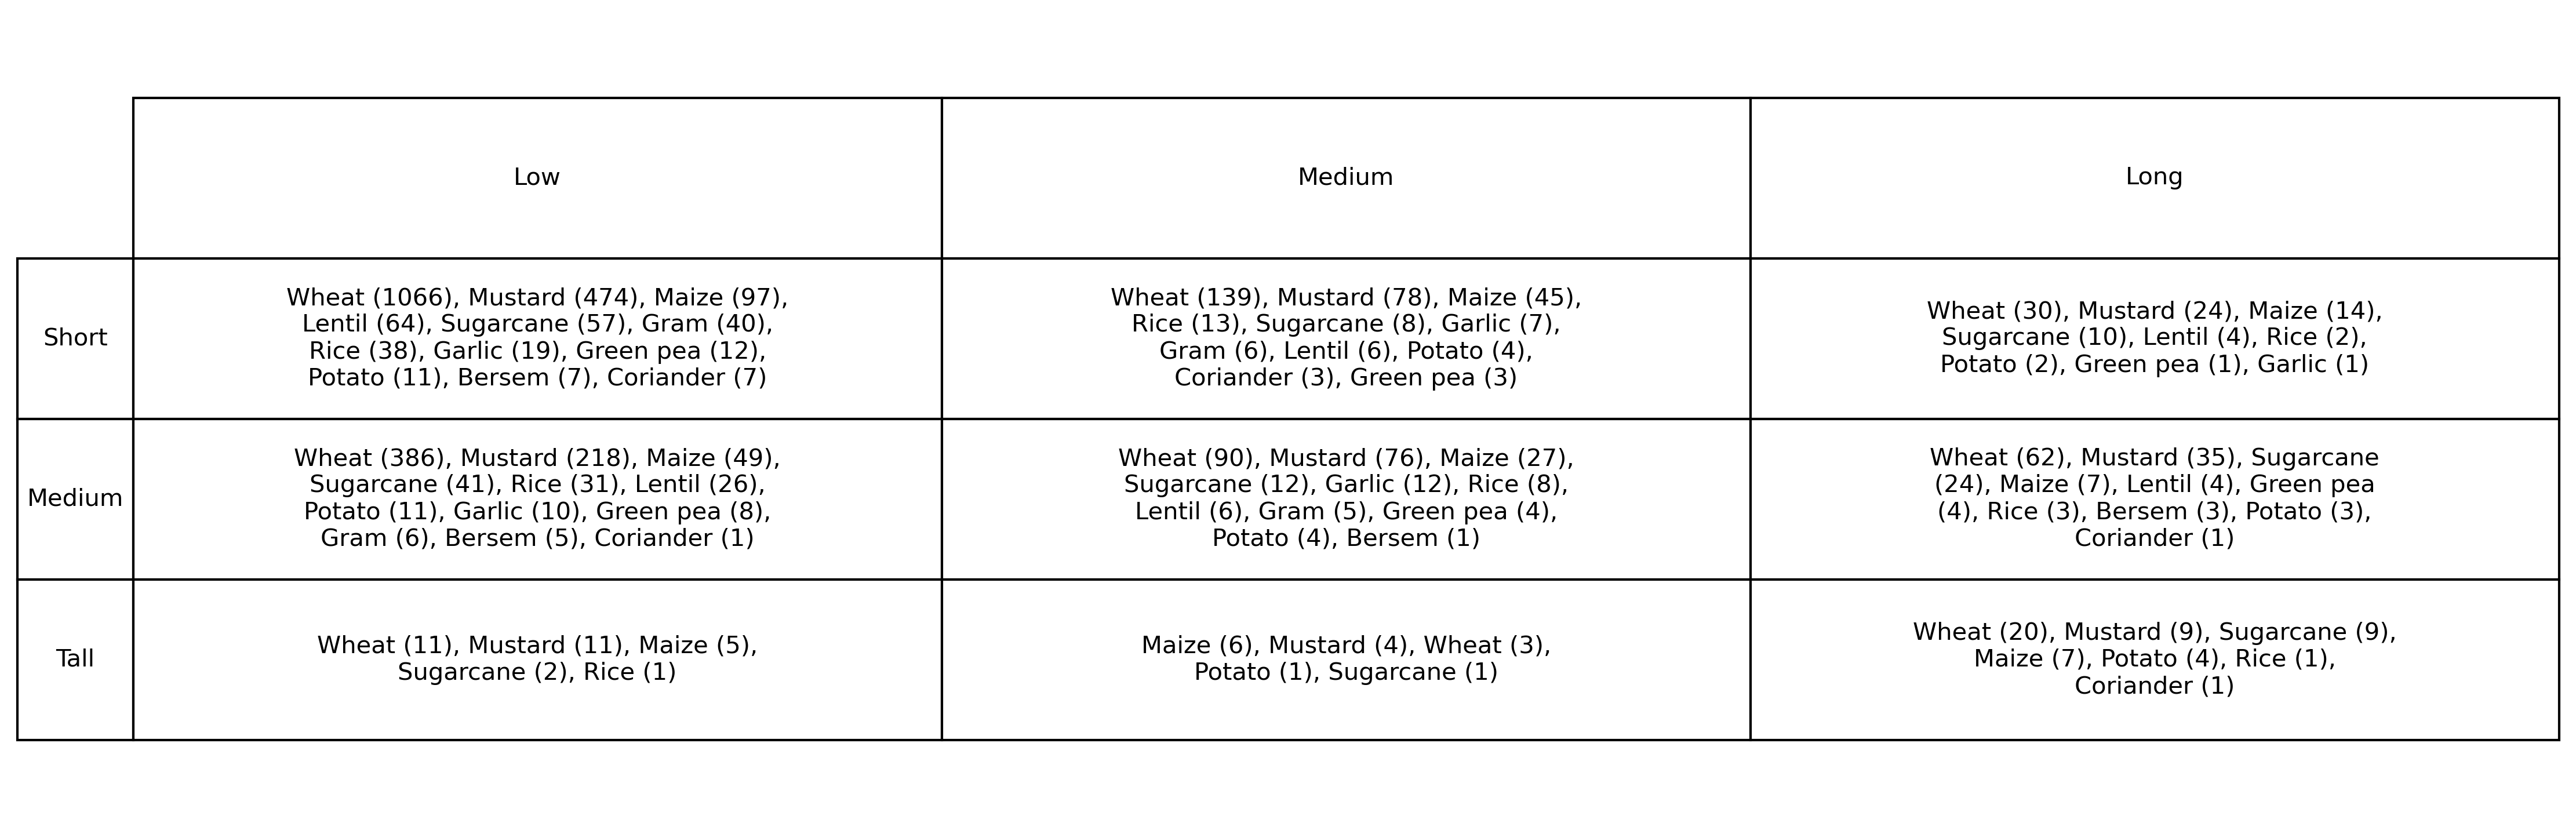 Low
Medium
Long
Short
Wheat (1066), Mustard (474), Maize (97),
Lentil (64), Sugarcane (57), Gram (40),
Rice (38), Garlic (19), Green pea (12),
Potato (11), Bersem (7), Coriander (7)
Wheat (139), Mustard (78), Maize (45),
Rice (13), Sugarcane (8), Garlic (7),
Gram (6), Lentil (6), Potato (4),
Coriander (3), Green pea (3)
Wheat (30), Mustard (24), Maize (14),
Sugarcane (10), Lentil (4), Rice (2),
Potato (2), Green pea (1), Garlic (1)
Medium
Wheat (386), Mustard (218), Maize (49),
Sugarcane (41), Rice (31), Lentil (26),
Potato (11), Garlic (10), Green pea (8),
Gram (6), Bersem (5), Coriander (1)
Wheat (90), Mustard (76), Maize (27),
Sugarcane (12), Garlic (12), Rice (8),
Lentil (6), Gram (5), Green pea (4),
Potato (4), Bersem (1)
Wheat (62), Mustard (35), Sugarcane
(24), Maize (7), Lentil (4), Green pea
(4), Rice (3), Bersem (3), Potato (3),
Coriander (1)
Tall
Wheat (11), Mustard (11), Maize (5),
Sugarcane (2), Rice (1)
Maize (6), Mustard (4), Wheat (3),
Potato (1), Sugarcane (1)
Wheat (20), Mustard (9), Sugarcane (9),
Maize (7), Potato (4), Rice (1),
Coriander (1)